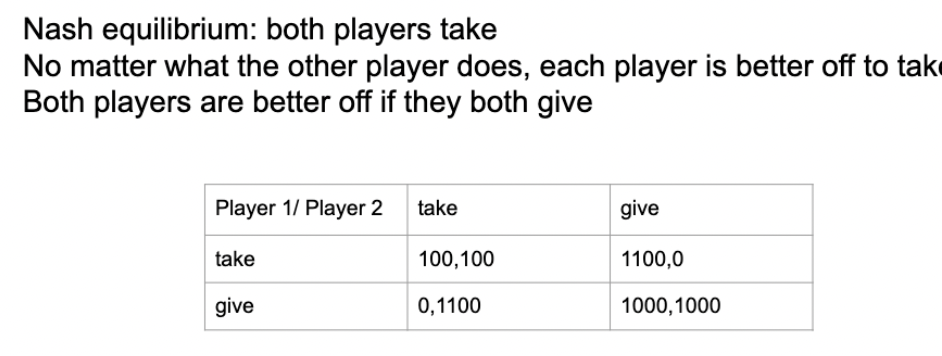 Nash equilibrium: both players take
No matter what the other player does, each player is better off to take
Both players are better off if they both give
Player 1/ Player 2 take give
take 100,100 1100,0
give 0,1100 1000,1000